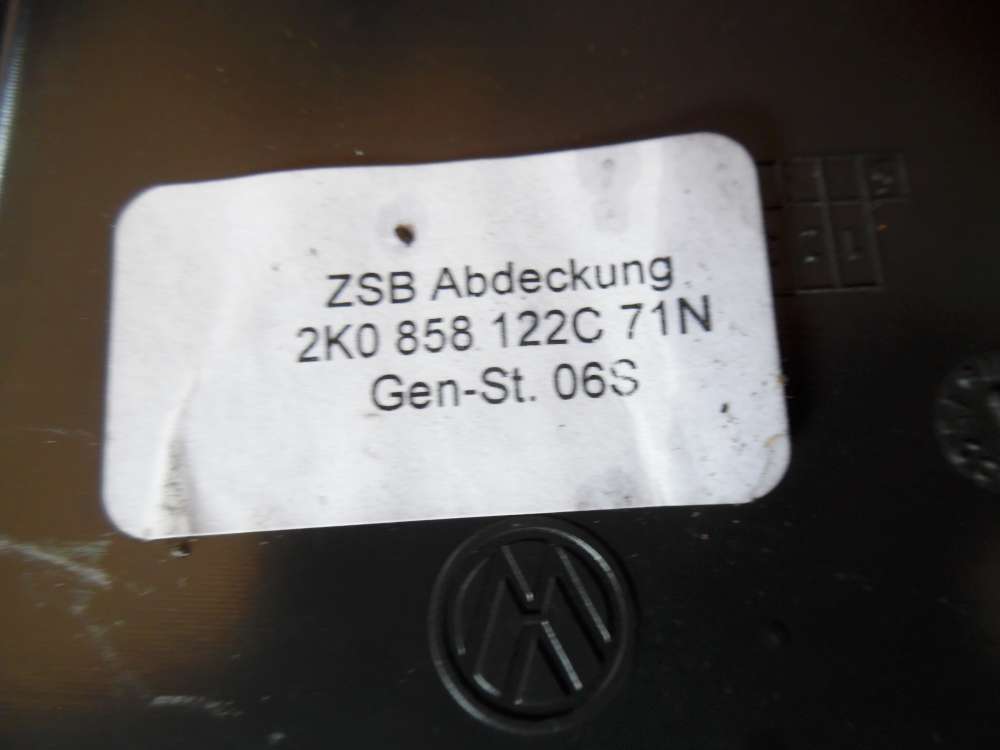 ZSB Abdeckung
2K0 858 122C 71N
Gen-St. 06S